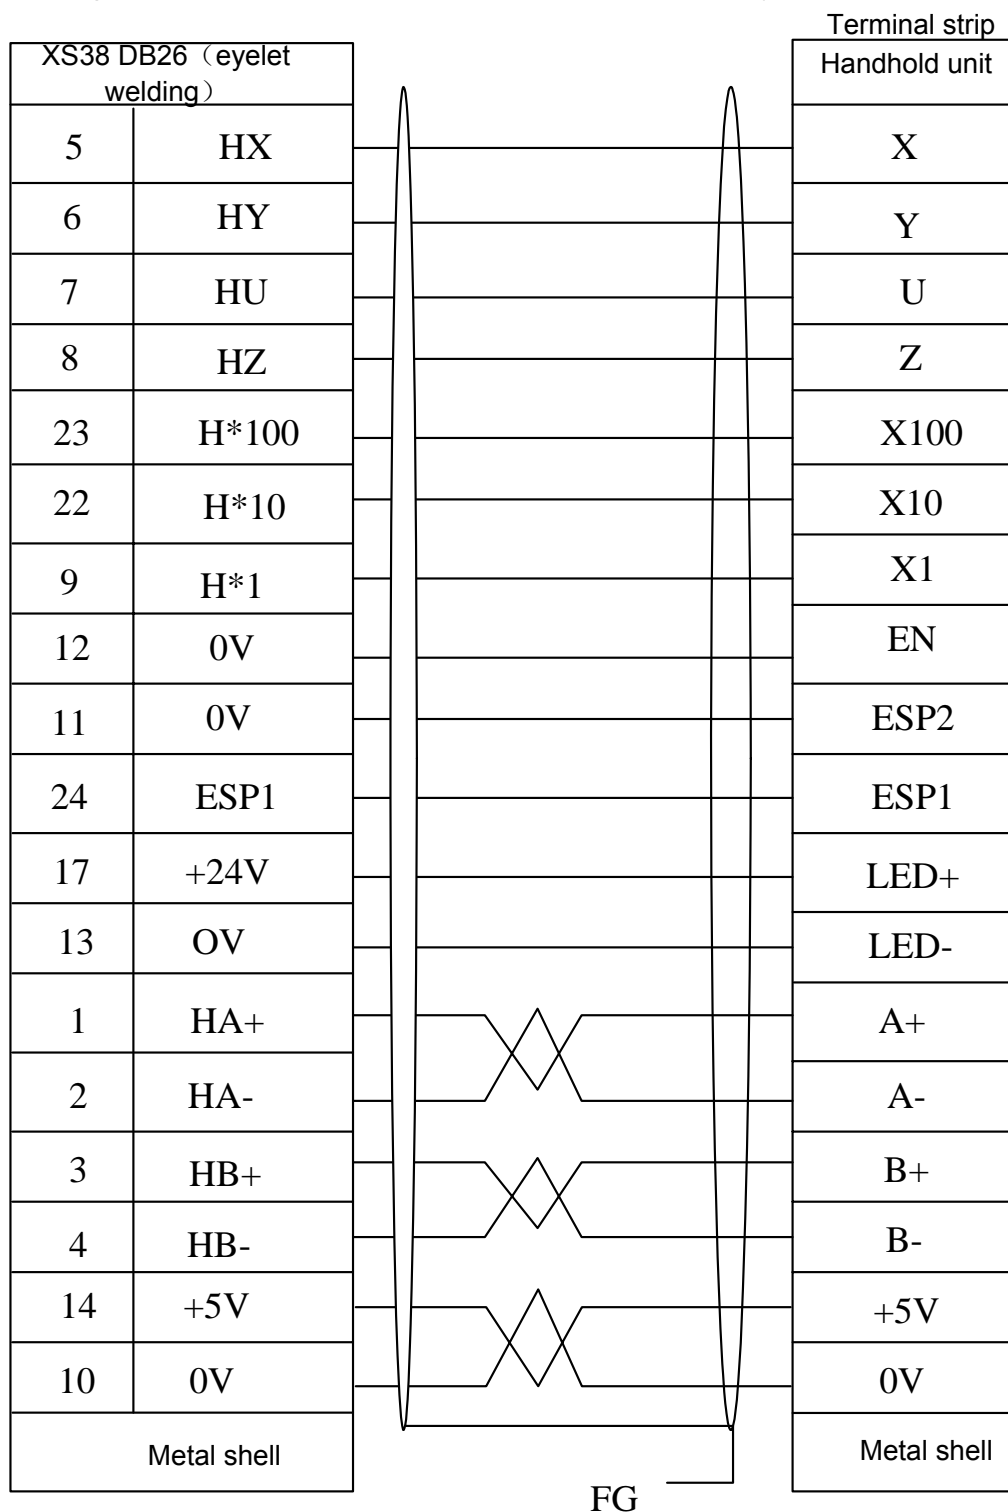 Terminal strip
XS38 DB26（eyelet
welding）
Handhold unit
5 HX X
6 HY Y
7 HU U
8 HZ Z
23 H*100 X100
22 H*10 X10
9 H*1 X1
12 0V EN
11 0V ESP2
24 ESP1 ESP1
17 +24V LED+
13 OV LED-
1 HA+ A+
2 HA- A-
3 HB+ B+
4 HB- B-
14 +5V +5V
10 0V 0V
Metal shell Metal shell
FG